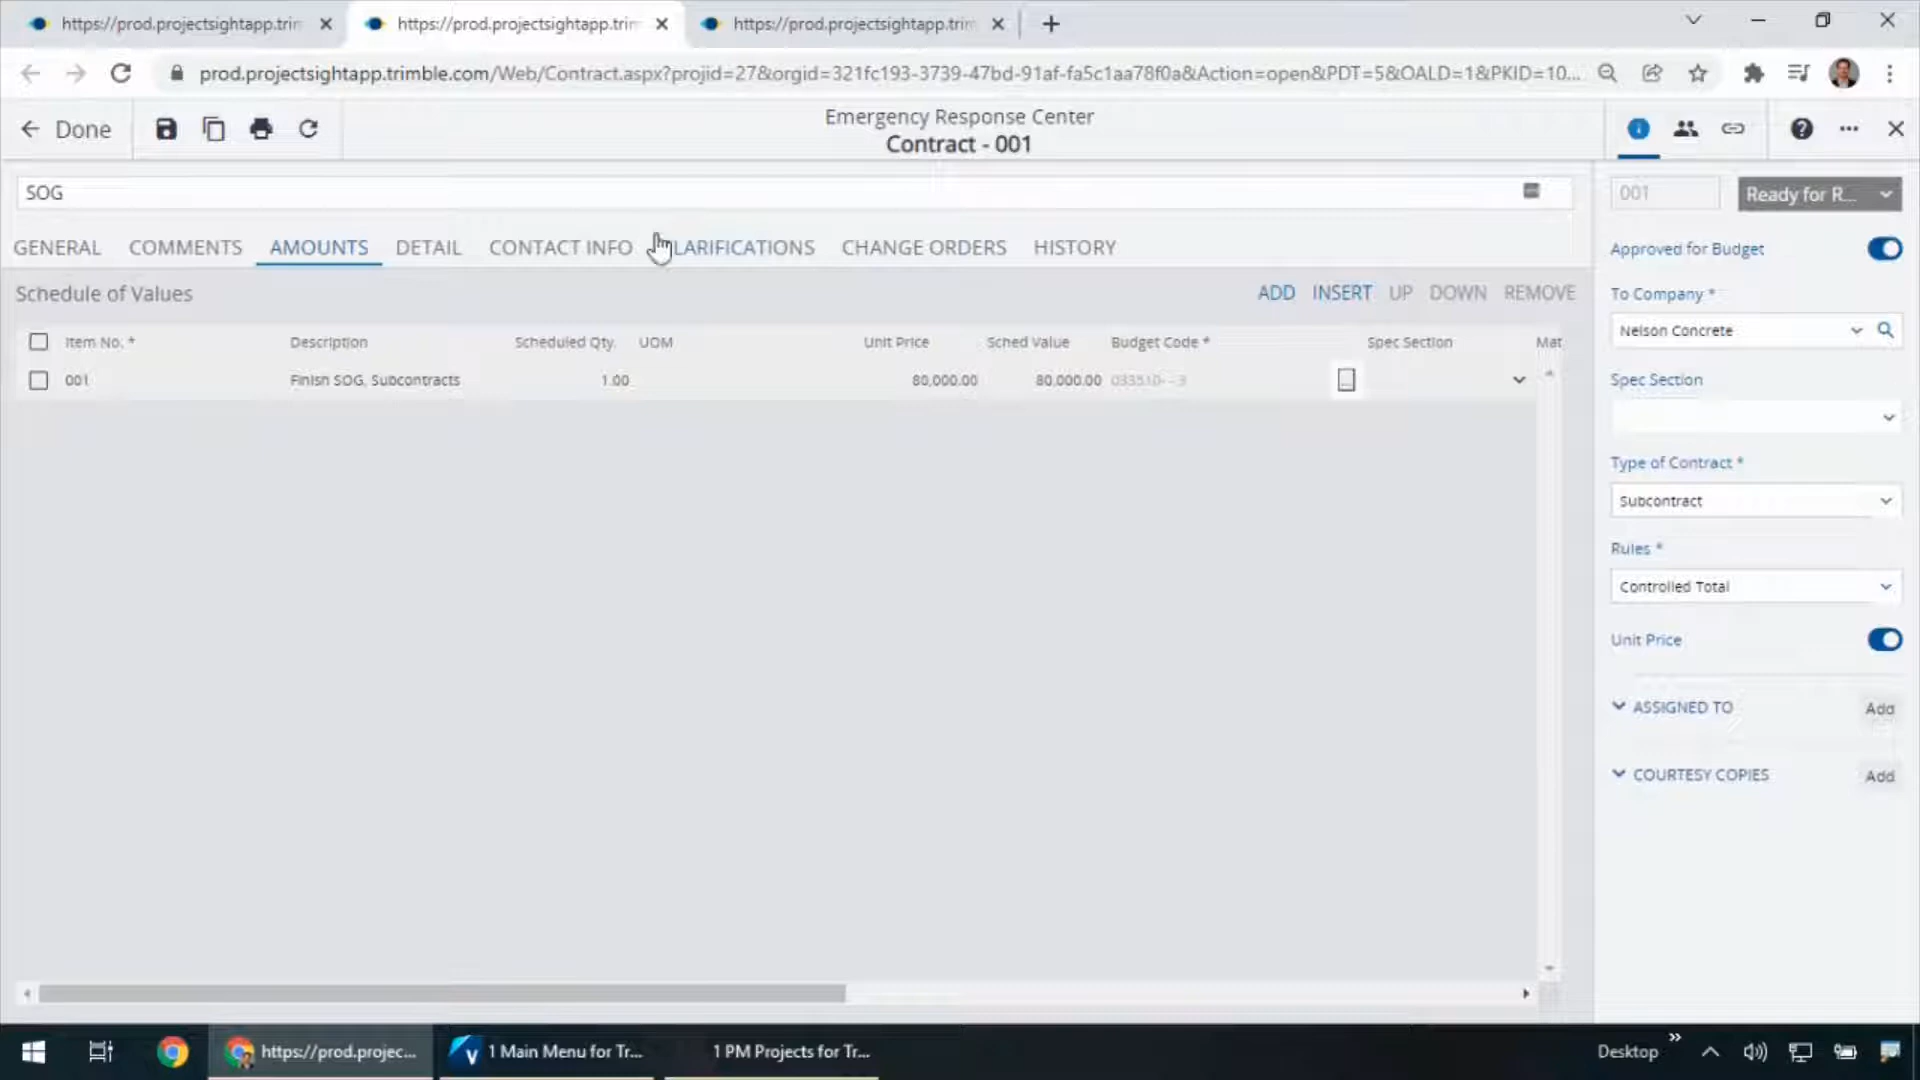 https://prod.projectsightapp.trim
https://prod.projectsightapp.trim
https://prod.projectsightapp.trim
prod.projectsightapp.trimble.com/Web/Contract.aspx?projid=27&orgid=321fc193-3739-47bd-91af-fa5c1aa78f0a&Action=open&PDT=5&OALD=1&PKID=10...
Done
Emergency Response Center
Contract - 001
SOG
001
Ready for R...
GENERAL COMMENTS AMOUNTS DETAIL CONTACT INFO LARIFICATIONS CHANGE ORDERS HISTORY
Approved for Budget
Schedule of Values
ADD INSERT UP DOWN REMOVE
To Company *
Nelson Concrete
Item No. * Description Scheduled Qty. UOM Unit Price Sched Value Budget Code * Spec Section Mat
001 Finish SOG, Subcontracts 1.00 80,000.00 80,000.00 033510- - 3
Spec Section
Type of Contract *
Subcontract
Rules *
Controlled Total
Unit Price
ASSIGNED TO Add
COURTESY COPIES Add
https://prod.projec...
1 Main Menu for Tr...
1 PM Projects for Tr...
Desktop